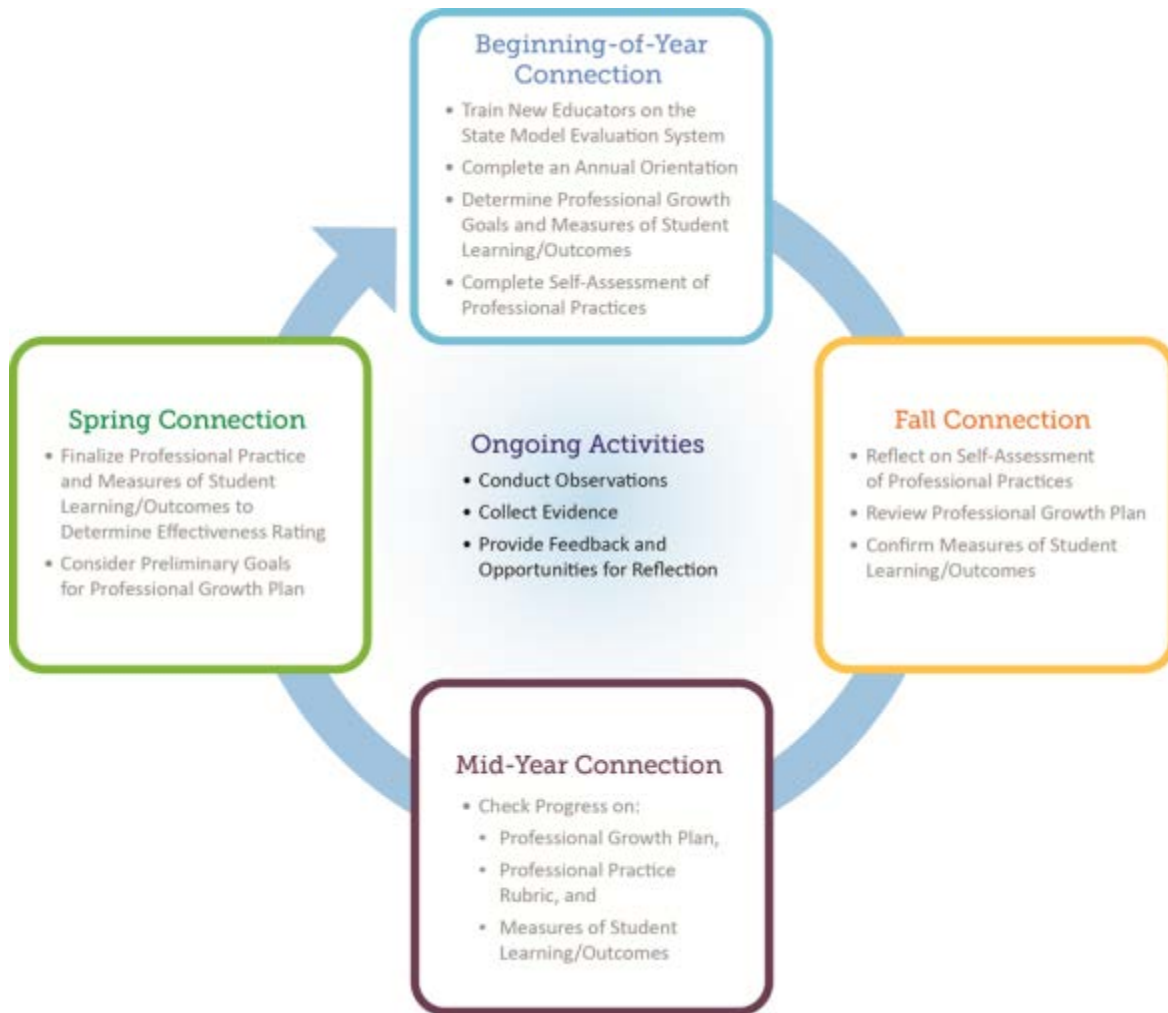 Beginning-of-Year
Connection
• Train New Educators on the
State Model Evaluation System
• Complete an Annual Orientation
• Determine Professional Growth
Goals and Measures of Student
Learning/Outcomes
• Complete Self-Assessment of
Professional Practices
Fall Connection
• Reflect on Self-Assessment
of Professional Practices
• Review Professional Growth Plan
• Confirm Measures of Student
Learning/Outcomes
Mid-Year Connection
• Check Progress on:
• Professional Growth Plan,
• Professional Practice
Rubric, and
• Measures of Student
Learning/Outcomes
Spring Connection
• Finalize Professional Practice
and Measures of Student
Learning/Outcomes to
Determine Effectiveness Rating
• Consider Preliminary Goals
for Professional Growth Plan
Ongoing Activities
• Conduct Observations
• Collect Evidence
• Provide Feedback and
Opportunities for Reflection